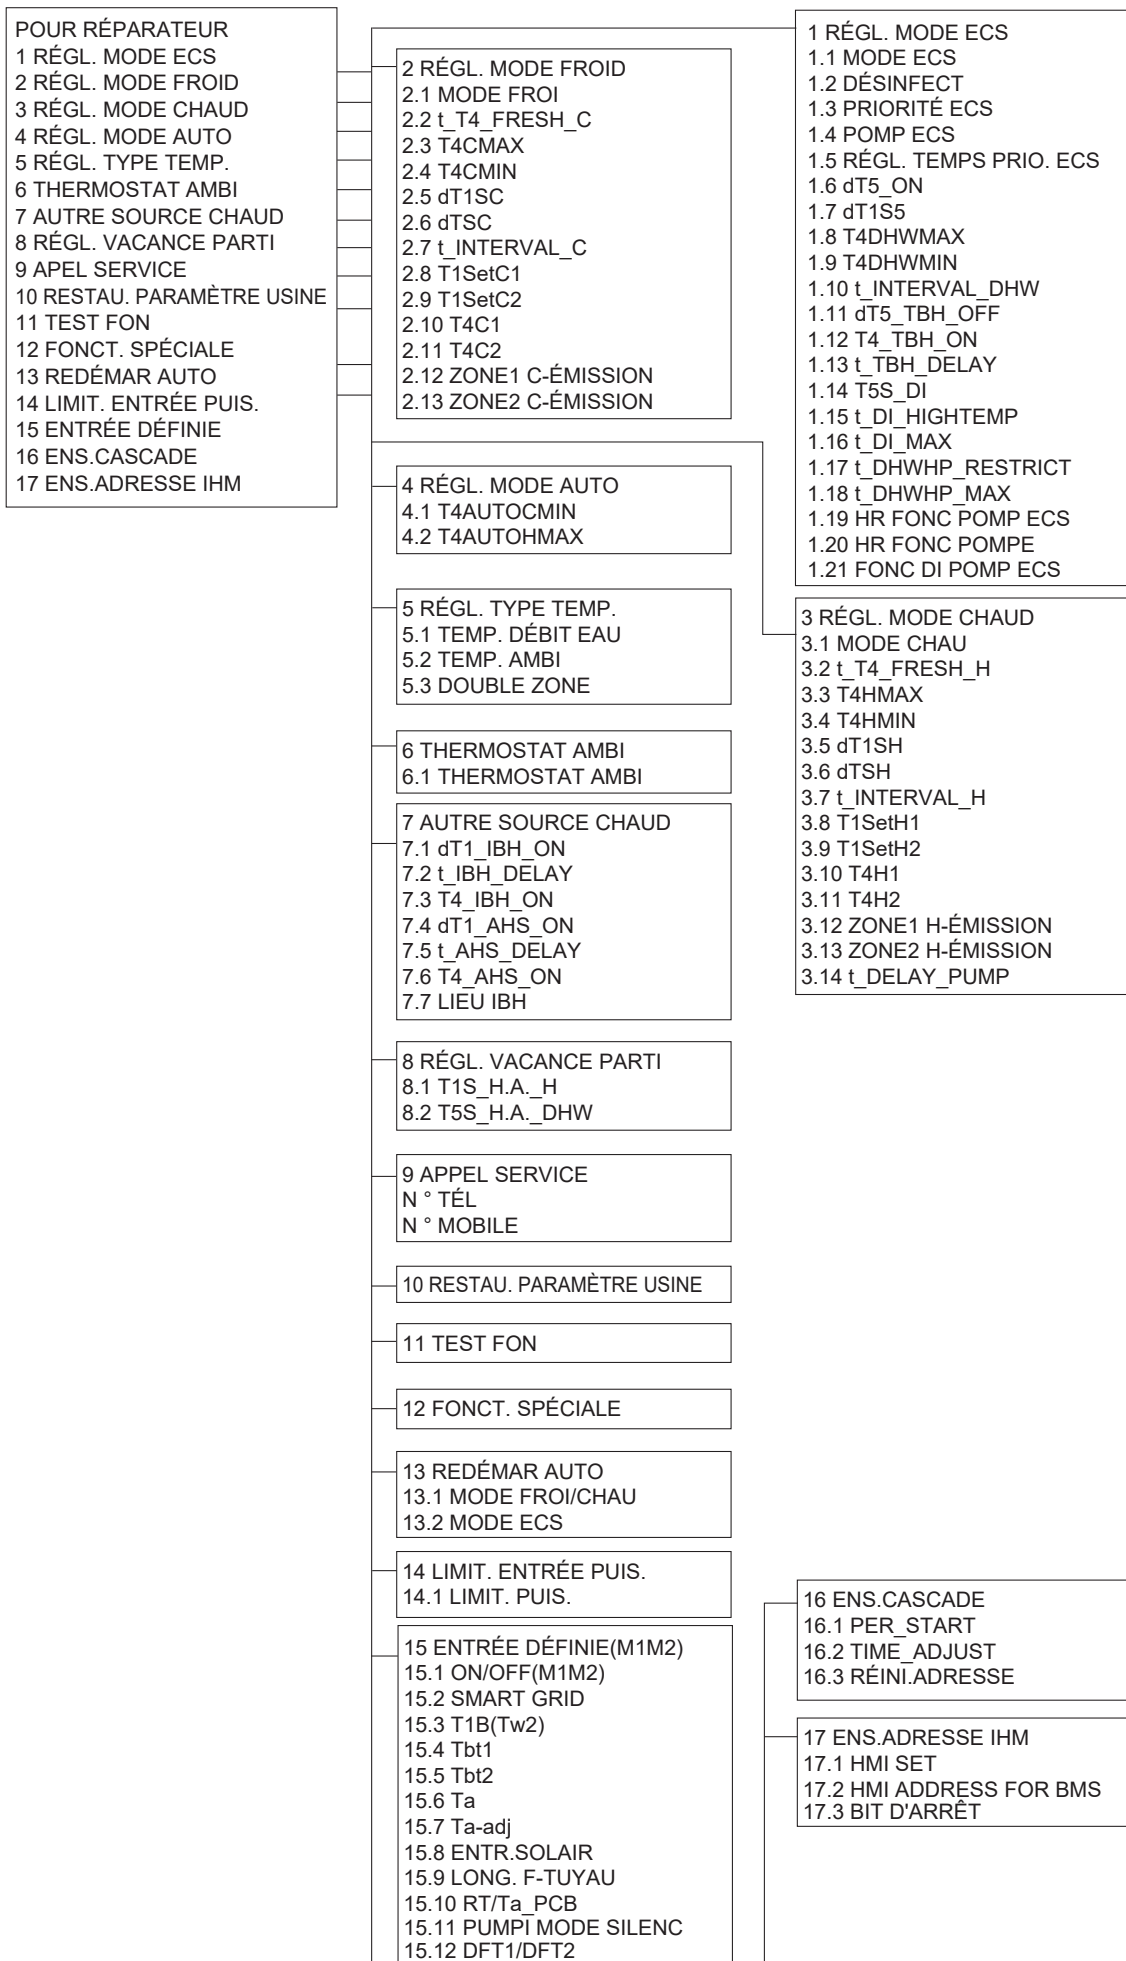 POUR RÉPARATEUR
1 RÉGL. MODE ECS
2 RÉGL. MODE FROID
3 RÉGL. MODE CHAUD
4 RÉGL. MODE AUTO
5 RÉGL. TYPE TEMP.
6 THERMOSTAT AMBI
7 AUTRE SOURCE CHAUD
8 RÉGL. VACANCE PARTI
9 APEL SERVICE
10 RESTAU. PARAMÈTRE USINE
11 TEST FON
12 FONCT. SPÉCIALE
13 REDÉMAR AUTO
14 LIMIT. ENTRÉE PUIS.
15 ENTRÉE DÉFINIE
16 ENS.CASCADE
17 ENS.ADRESSE IHM
2 RÉGL. MODE FROID
2.1 MODE FROI
2.2 t_T4_FRESH_C
2.3 T4CMAX
2.4 T4CMIN
2.5 dT1SC
2.6 dTSC
2.7 t_INTERVAL_C
2.8 T1SetC1
2.9 T1SetC2
2.10 T4C1
2.11 T4C2
2.12 ZONE1 C-ÉMISSION
2.13 ZONE2 C-ÉMISSION
4 RÉGL. MODE AUTO
4.1 T4AUTOCMIN
4.2 T4AUTOHMAX
5 RÉGL. TYPE TEMP.
5.1 TEMP. DÉBIT EAU
5.2 TEMP. AMBI
5.3 DOUBLE ZONE
6 THERMOSTAT AMBI
6.1 THERMOSTAT AMBI
7 AUTRE SOURCE CHAUD
7.1 dT1_IBH_ON
7.2 t_IBH_DELAY
7.3 T4_IBH_ON
7.4 dT1_AHS_ON
7.5 t_AHS_DELAY
7.6 T4_AHS_ON
7.7 LIEU IBH
8 RÉGL. VACANCE PARTI
8.1 T1S_H.A._H
8.2 T5S_H.A._DHW
9 APPEL SERVICE
N ° TÉL
N ° MOBILE
10 RESTAU. PARAMÈTRE USINE
11 TEST FON
12 FONCT. SPÉCIALE
13 REDÉMAR AUTO
13.1 MODE FROI/CHAU
13.2 MODE ECS
14 LIMIT. ENTRÉE PUIS.
14.1 LIMIT. PUIS.
15 ENTRÉE DÉFINIE(M1M2)
15.1 ON/OFF(M1M2)
15.2 SMART GRID
15.3 T1B(Tw2)
15.4 Tbt1
15.5 Tbt2
15.6 Ta
15.7 Ta-adj
15.8 ENTR.SOLAIR
15.9 LONG. F-TUYAU
15.10 RT/Ta_PCB
15.11 PUMPI MODE SILENC
15.12 DFT1/DFT2
1 RÉGL. MODE ECS
1.1 MODE ECS
1.2 DÉSINFECT
1.3 PRIORITÉ ECS
1.4 POMP ECS
1.5 RÉGL. TEMPS PRIO. ECS
1.6 dT5_ON
1.7 dT1S5
1.8 T4DHWMAX
1.9 T4DHWMIN
1.10 t_INTERVAL_DHW
1.11 dT5_TBH_OFF
1.12 T4_TBH_ON
1.13 t_TBH_DELAY
1.14 T5S_DI
1.15 t_DI_HIGHTEMP
1.16 t_DI_MAX
1.17 t_DHWHP_RESTRICT
1.18 t_DHWHP_MAX
1.19 HR FONC POMP ECS
1.20 HR FONC POMPE
1.21 FONC DI POMP ECS
3 RÉGL. MODE CHAUD
3.1 MODE CHAU
3.2 t_T4_FRESH_H
3.3 T4HMAX
3.4 T4HMIN
3.5 dT1SH
3.6 dTSH
3.7 t_INTERVAL_H
3.8 T1SetH1
3.9 T1SetH2
3.10 T4H1
3.11 T4H2
3.12 ZONE1 H-ÉMISSION
3.13 ZONE2 H-ÉMISSION
3.14 t_DELAY_PUMP
16 ENS.CASCADE
16.1 PER_START
16.2 TIME_ADJUST
16.3 RÉINI.ADRESSE
17 ENS.ADRESSE IHM
17.1 HMI SET
17.2 HMI ADDRESS FOR BMS
17.3 BIT D'ARRÊT